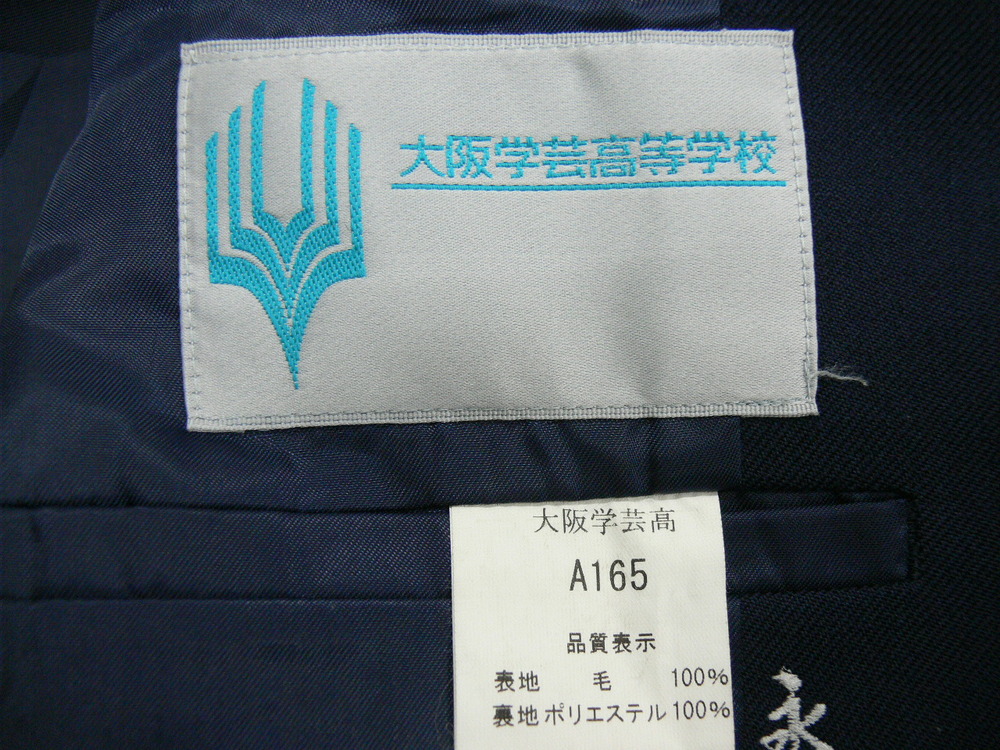 大阪学芸高等学校
大阪学芸高
A165
品質表示
表地 毛 100%
裏地 ポリエステル 100%
永